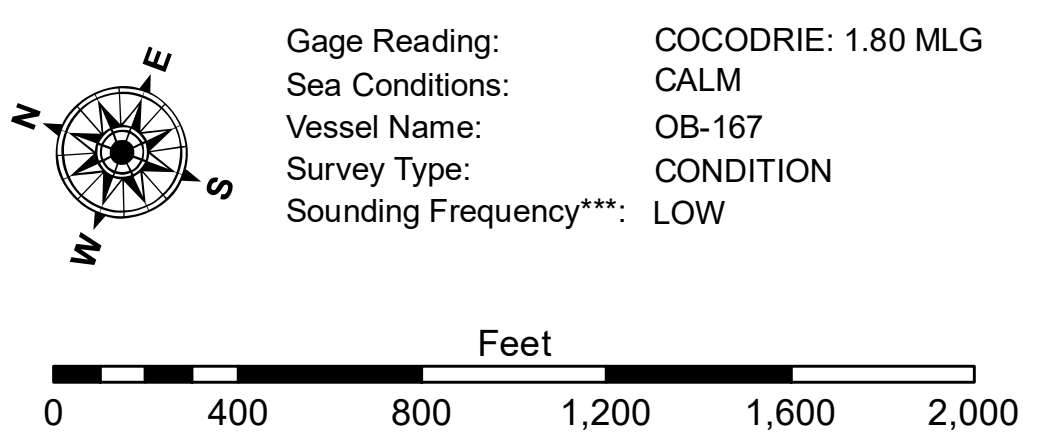 N
E
S
W
Gage Reading: COCODRIE: 1.80 MLG
Sea Conditions: CALM
Vessel Name: OB-167
Survey Type: CONDITION
Sounding Frequency***: LOW
Feet
0 400 800 1,200 1,600 2,000